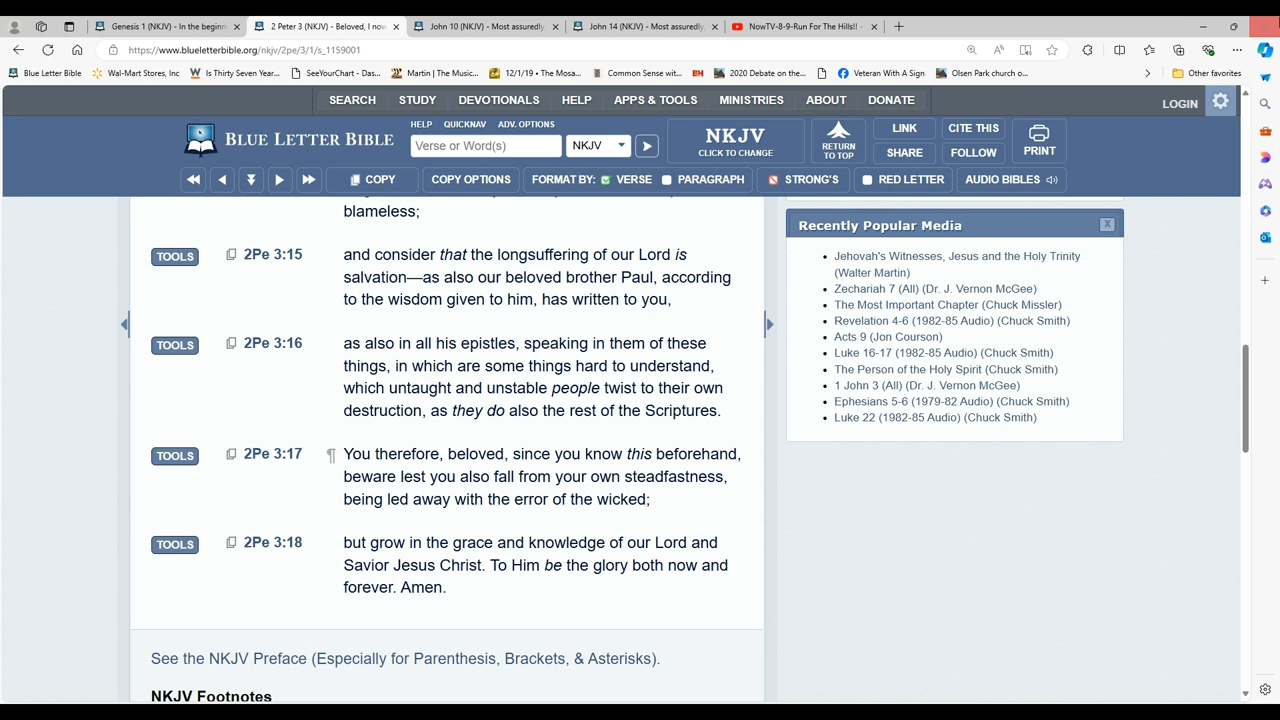 Genesis 1 (NKJV) - In the beginn
2 Peter 3 (NKJV) - Beloved, I now
John 10 (NKJV) - Most assuredly,
John 14 (NKJV) - Most assuredly,
NowTV-8-9-Run For The Hills!! -
https://www.blueletterbible.org/nkjv/2pe/3/1/s_1159001
Blue Letter Bible
Wal-Mart Stores, Inc
Is Thirty Seven Year...
SeeYourChart - Das...
Martin | The Music...
12/1/19 • The Mosa...
Common Sense wit...
2020 Debate on the...
Veteran With A Sign
Olsen Park church o...
Other favorites
SEARCH STUDY DEVOTIONALS HELP APPS & TOOLS MINISTRIES ABOUT DONATE
LOGIN
BLUE LETTER BIBLE
HELP QUICKNAV ADV. OPTIONS
Verse or Word(s)
NKJV
NKJV
CLICK TO CHANGE
RETURN
TO TOP
LINK
CITE THIS
SHARE
FOLLOW
PRINT
COPY
COPY OPTIONS
FORMAT BY: VERSE PARAGRAPH
STRONG'S
RED LETTER
AUDIO BIBLES
blameless;
TOOLS 2Pe 3:15 and consider that the longsuffering of our Lord is
salvation—as also our beloved brother Paul, according
to the wisdom given to him, has written to you,
TOOLS 2Pe 3:16 as also in all his epistles, speaking in them of these
things, in which are some things hard to understand,
which untaught and unstable people twist to their own
destruction, as they do also the rest of the Scriptures.
TOOLS 2Pe 3:17 ¶ You therefore, beloved, since you know this beforehand,
beware lest you also fall from your own steadfastness,
being led away with the error of the wicked;
TOOLS 2Pe 3:18 but grow in the grace and knowledge of our Lord and
Savior Jesus Christ. To Him be the glory both now and
forever. Amen.
See the NKJV Preface (Especially for Parenthesis, Brackets, & Asterisks).
NKJV Footnotes
Recently Popular Media
X
Jehovah's Witnesses, Jesus and the Holy Trinity
(Walter Martin)
Zechariah 7 (All) (Dr. J. Vernon McGee)
The Most Important Chapter (Chuck Missler)
Revelation 4-6 (1982-85 Audio) (Chuck Smith)
Acts 9 (Jon Courson)
Luke 16-17 (1982-85 Audio) (Chuck Smith)
The Person of the Holy Spirit (Chuck Smith)
1 John 3 (All) (Dr. J. Vernon McGee)
Ephesians 5-6 (1979-82 Audio) (Chuck Smith)
Luke 22 (1982-85 Audio) (Chuck Smith)